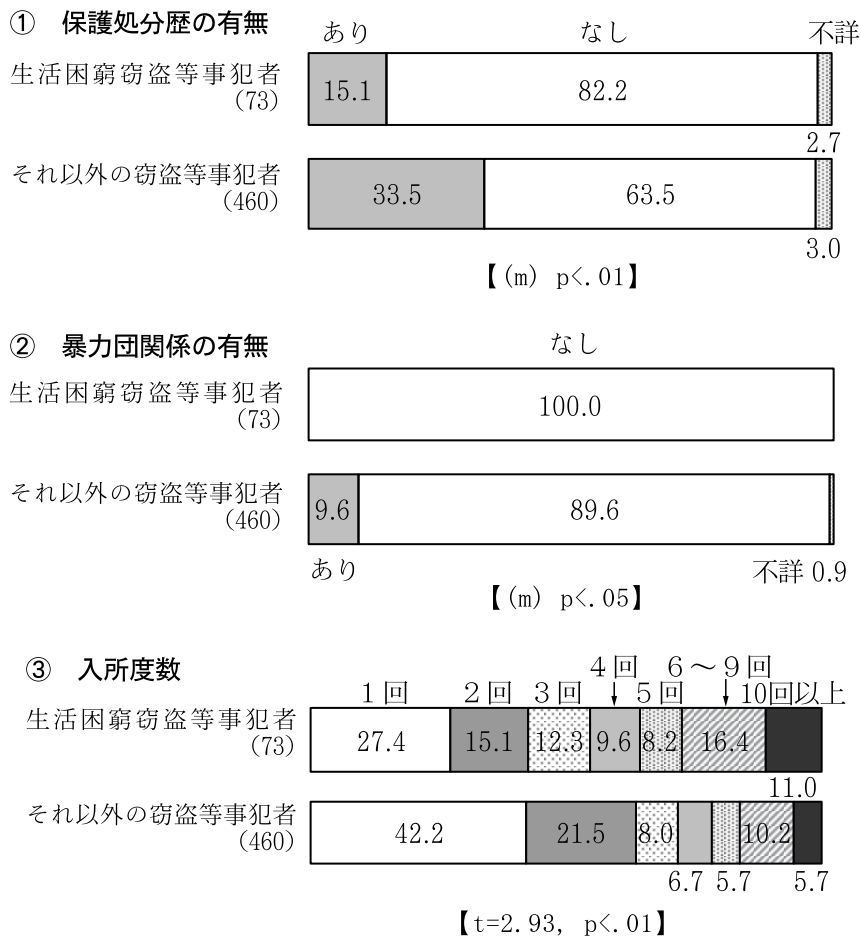 ① 保護処分歴の有無
あり なし 不詳
生活困窮窃盗等事犯者
(73)
15.1 82.2
2.7
それ以外の窃盗等事犯者
(460)
33.5 63.5
3.0
【(m) p<.01】
② 暴力団関係の有無
なし
生活困窮窃盗等事犯者
(73)
100.0
それ以外の窃盗等事犯者
(460)
9.6 89.6
あり 不詳 0.9
【(m) p<.05】
③ 入所度数
4回 6～9回
1回 2回 3回 5回 10回以上
生活困窮窃盗等事犯者
(73)
27.4 15.1 12.3 9.6 8.2 16.4
11.0
それ以外の窃盗等事犯者
(460)
42.2 21.5 8.0 10.2
6.7 5.7 5.7
【t=2.93, p<.01】